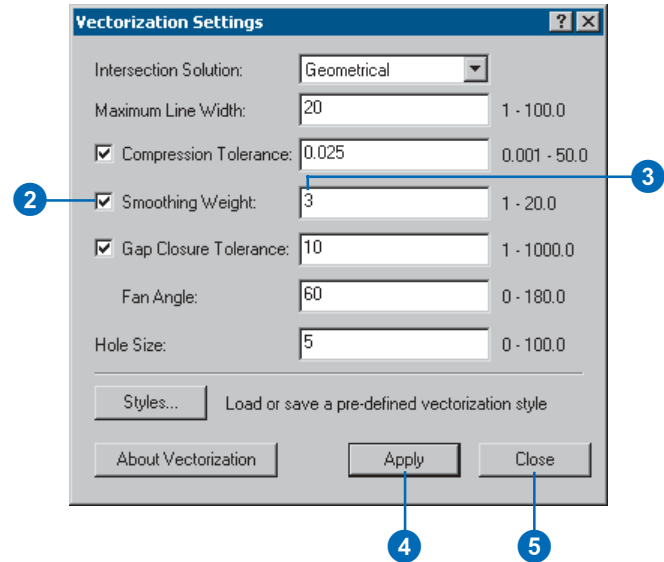 Vectorization Settings
Intersection Solution: Geometrical
Maximum Line Width: 20 1 - 100.0
Compression Tolerance: 0.025 0.001 - 50.0
3
2 Smoothing Weight: 3 1 - 20.0
Gap Closure Tolerance: 10 1 - 1000.0
Fan Angle: 60 0 - 180.0
Hole Size: 5 0 - 100.0
Styles... Load or save a pre-defined vectorization style
About Vectorization Apply Close
4 5